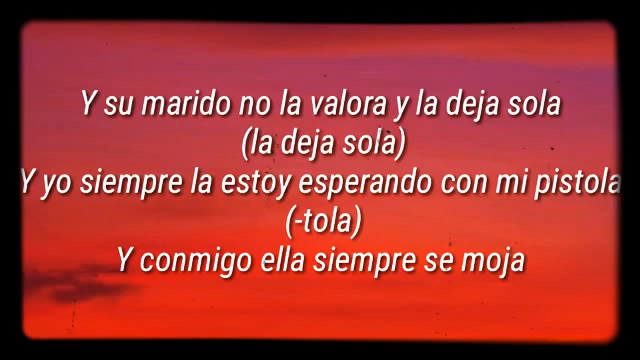 Y su marido no la valora y la deja sola
(la deja sola)
Y yo siempre la estoy esperando con mi pistola
(-tola)
Y conmigo ella siempre se moja